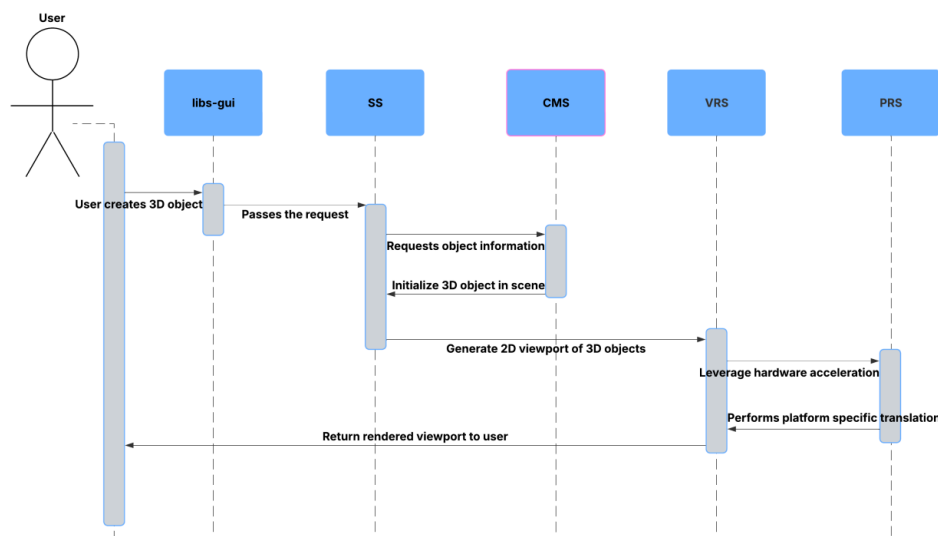 User
libs-gui
SS
CMS
VRS
PRS
User creates 3D object
Passes the request
Requests object information
Initialize 3D object in scene
Generate 2D viewport of 3D objects
Leverage hardware acceleration
Performs platform specific translation
Return rendered viewport to user